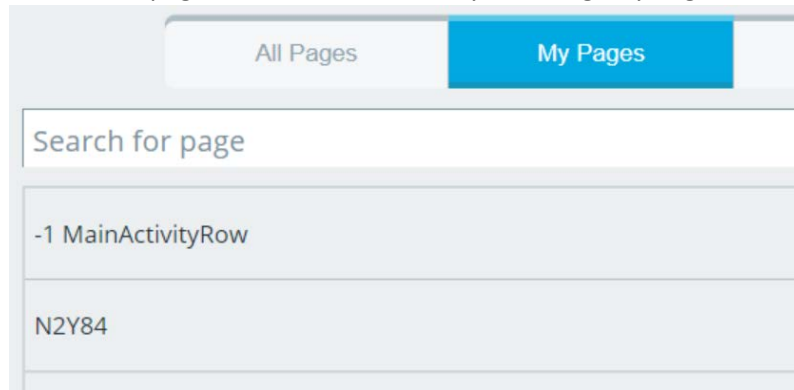 All Pages
My Pages
Search for page
-1 MainActivityRow
N2Y84